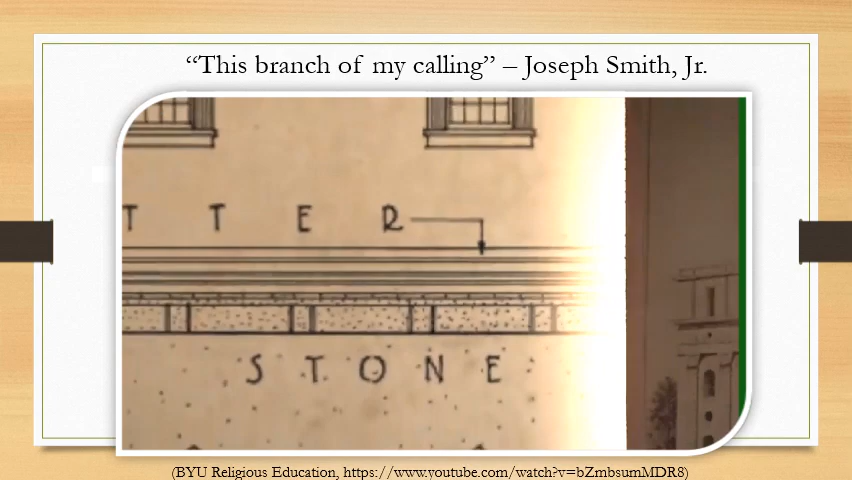 “This branch of my calling” – Joseph Smith, Jr.
T T E R
S T O N E
(BYU Religious Education, https://www.youtube.com/watch?v=bZmbsumMDR8)